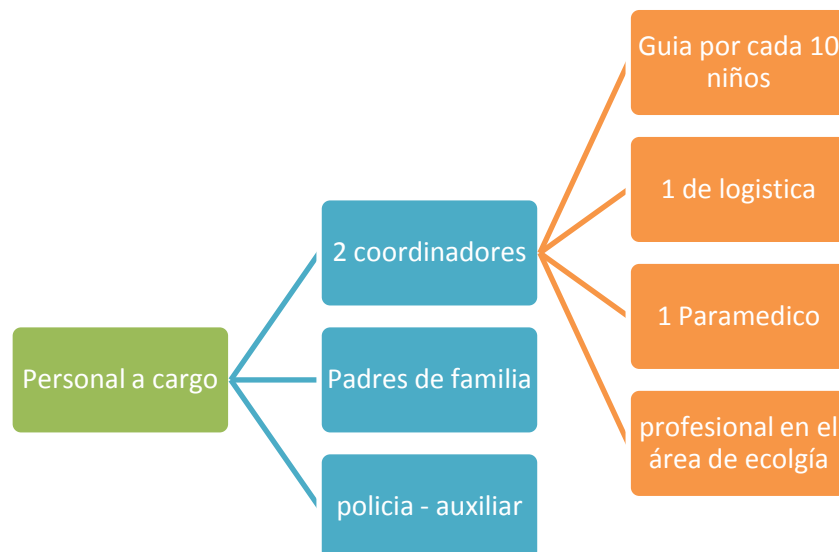 Personal a cargo
2 coordinadores
Padres de familia
policia - auxiliar
Guia por cada 10
niños
1 de logistica
1 Paramedico
profesional en el
área de ecolgía